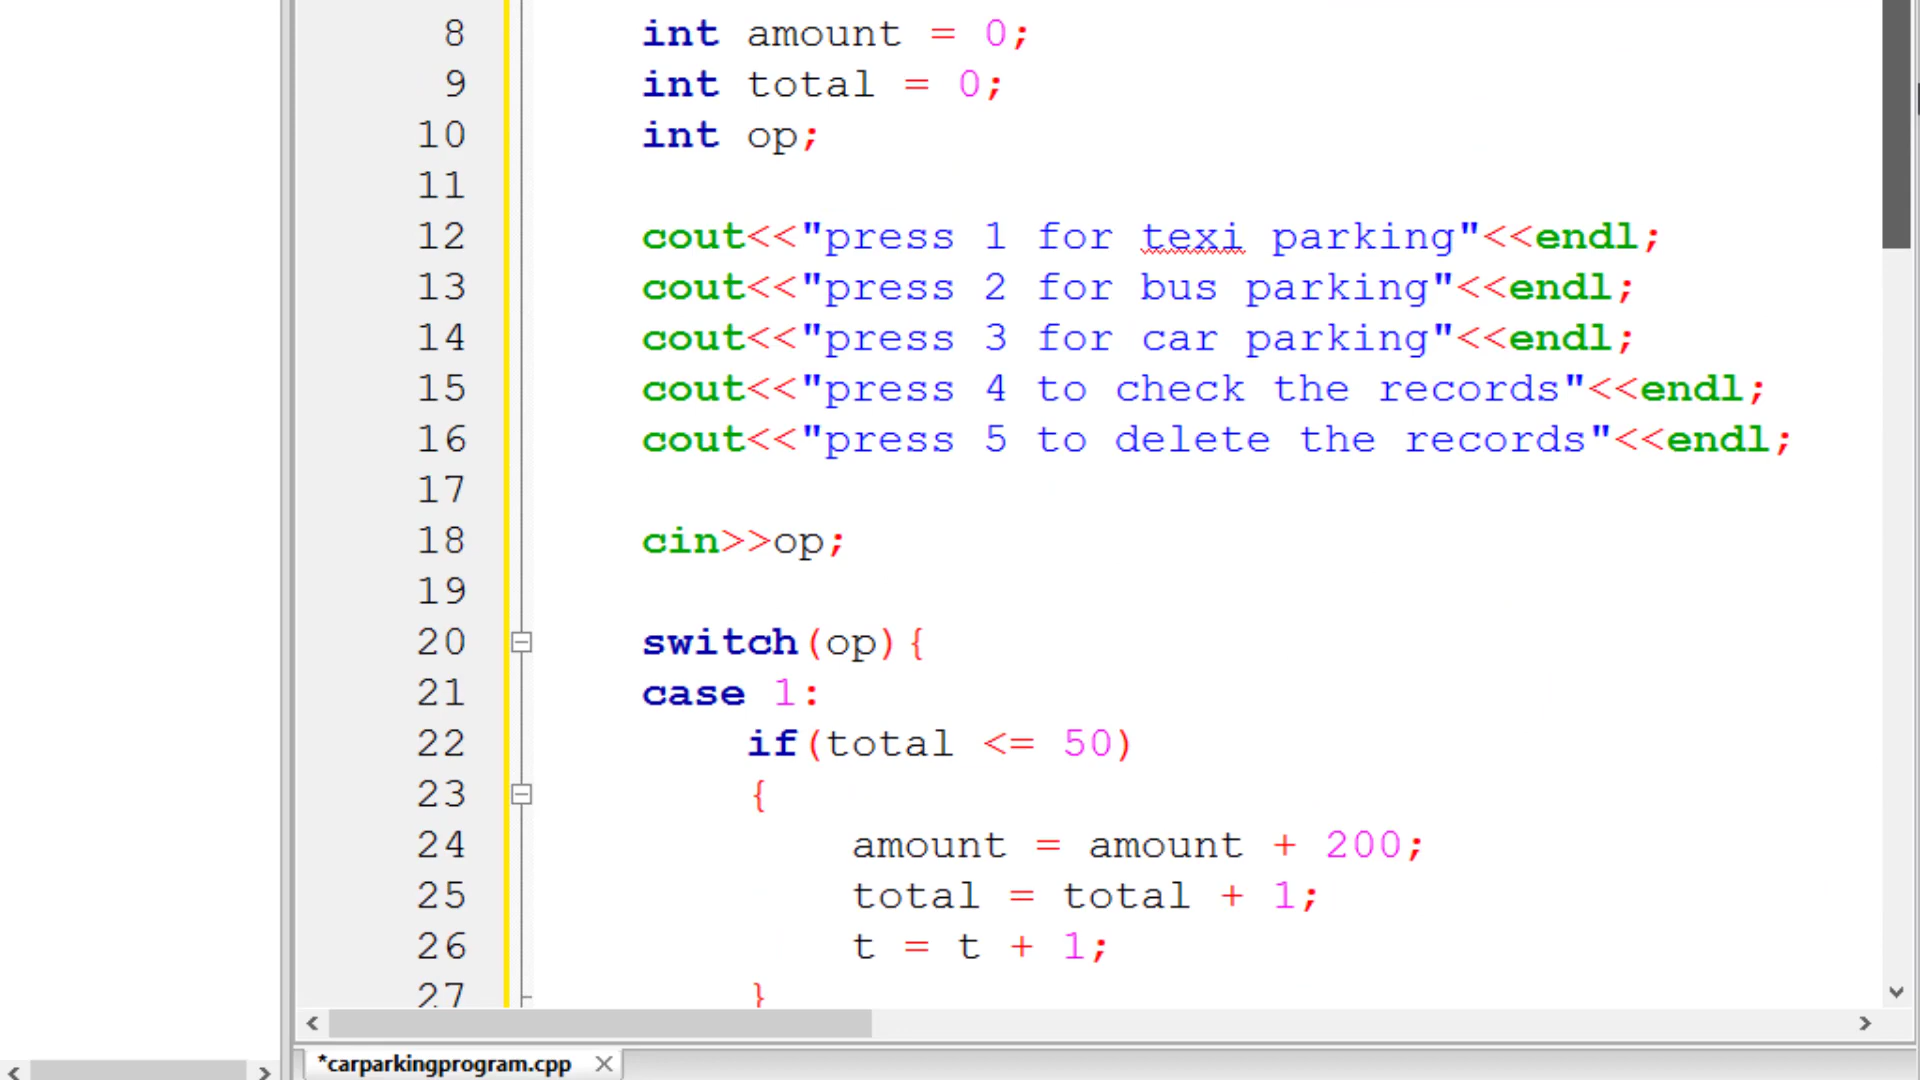 8 int amount = 0;
9 int total = 0;
10 int op;
11
12 cout<<"press 1 for texi parking"<<endl;
13 cout<<"press 2 for bus parking"<<endl;
14 cout<<"press 3 for car parking"<<endl;
15 cout<<"press 4 to check the records"<<endl;
16 cout<<"press 5 to delete the records"<<endl;
17
18 cin>>op;
19
20 switch(op){
21 case 1:
22 if(total <= 50)
23 {
24 amount = amount + 200;
25 total = total + 1;
26 t = t + 1;
27 }
*carparkingprogram.cpp